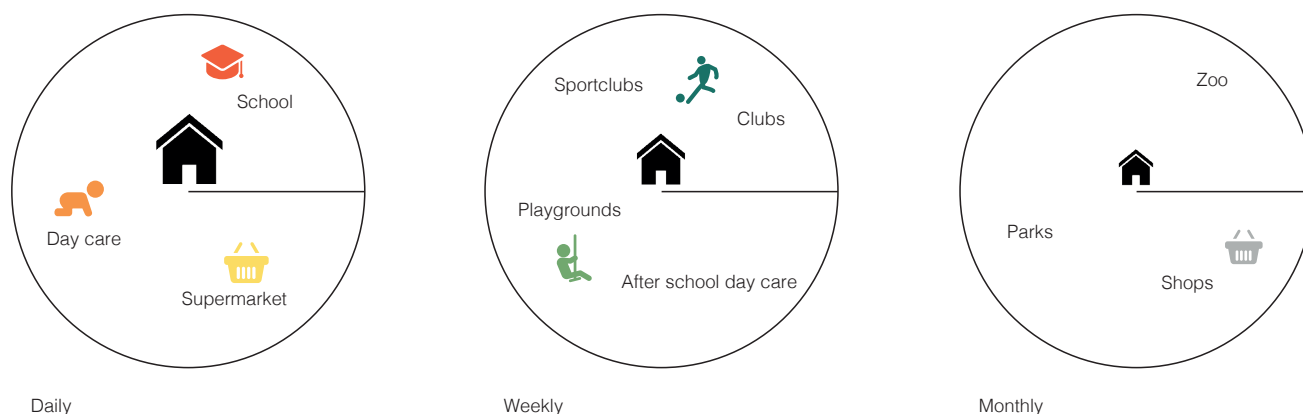 School
Day care
Supermarket
Daily
Sportclubs
Clubs
Playgrounds
After school day care
Weekly
Zoo
Parks
Shops
Monthly